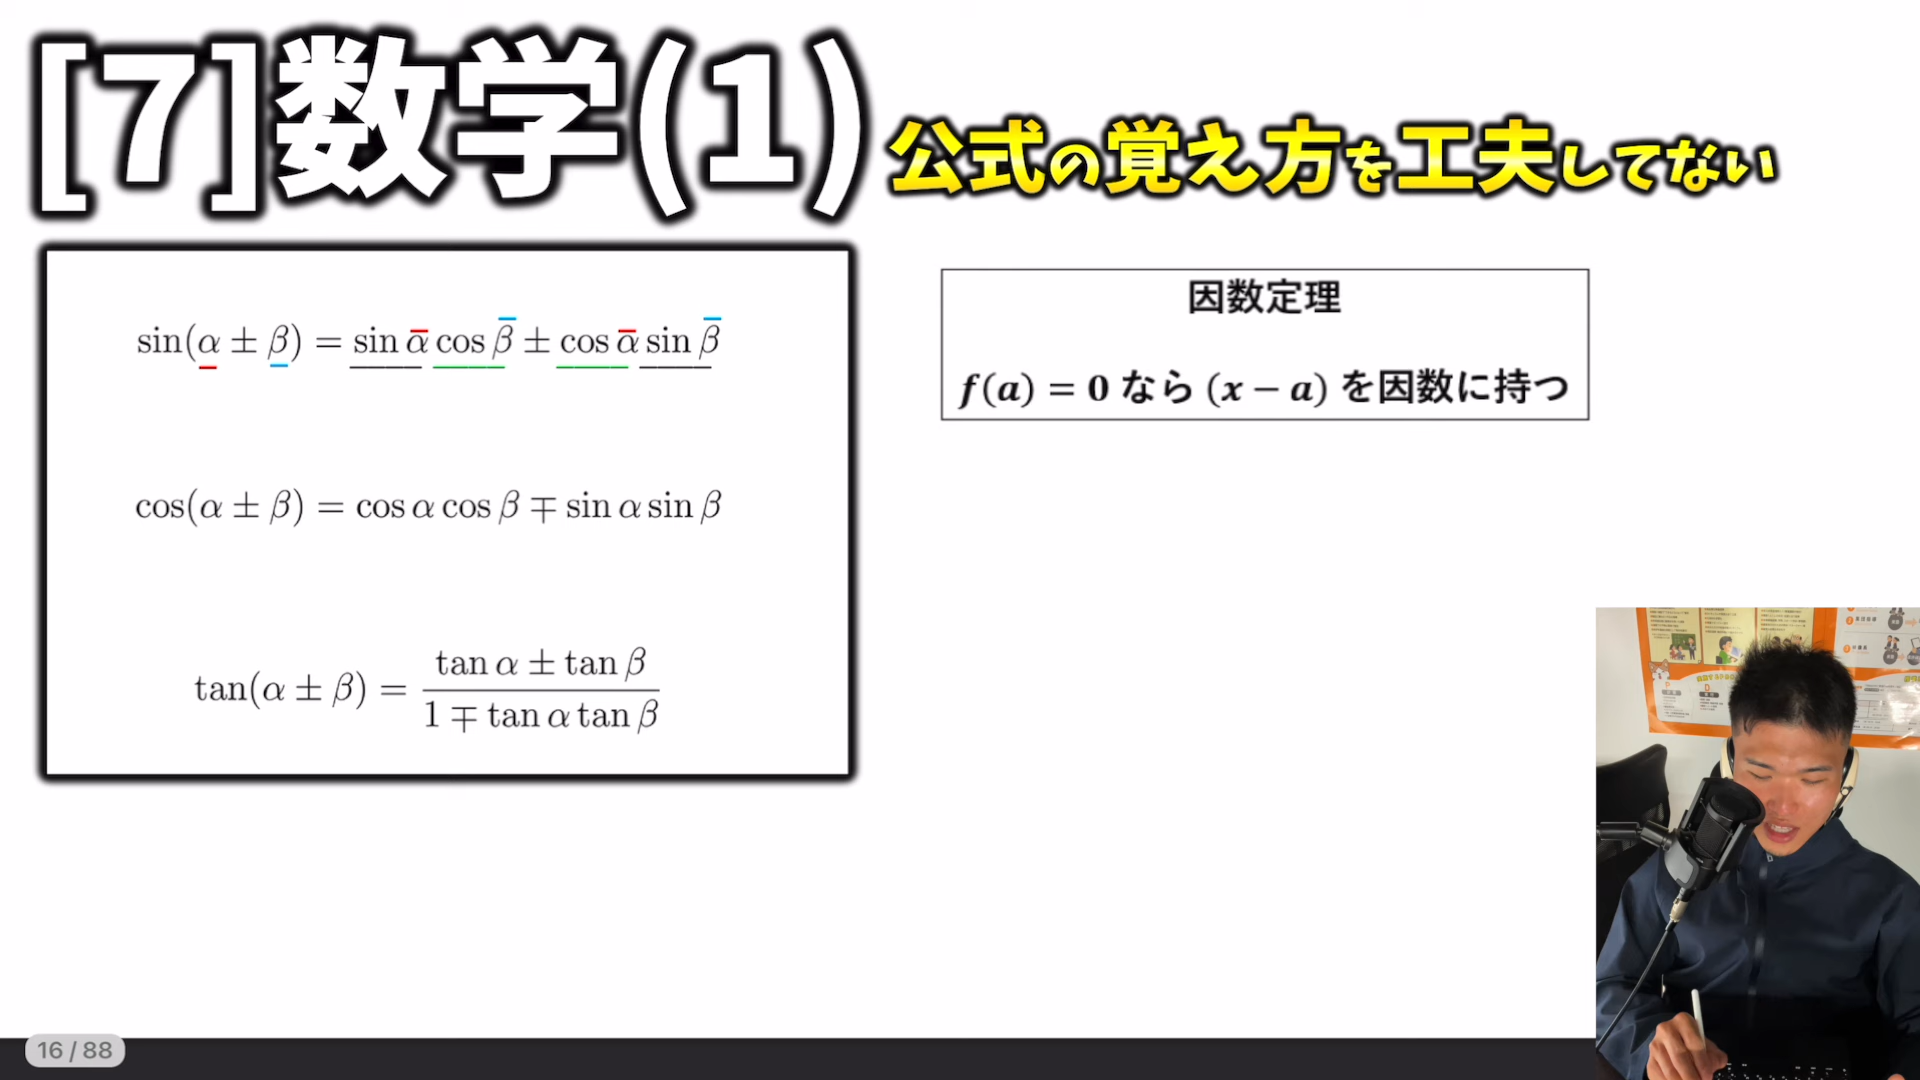 [7]数学(1) 公式の覚え方を工夫してない
sin(α ± β) = sin α cos β ± cos α sin β
cos(α ± β) = cos α cos β ∓ sin α sin β
tan(α ± β) = (tan α ± tan β) / (1 ∓ tan α tan β)
因数定理
f(a) = 0 なら (x − a) を因数に持つ
16 / 88